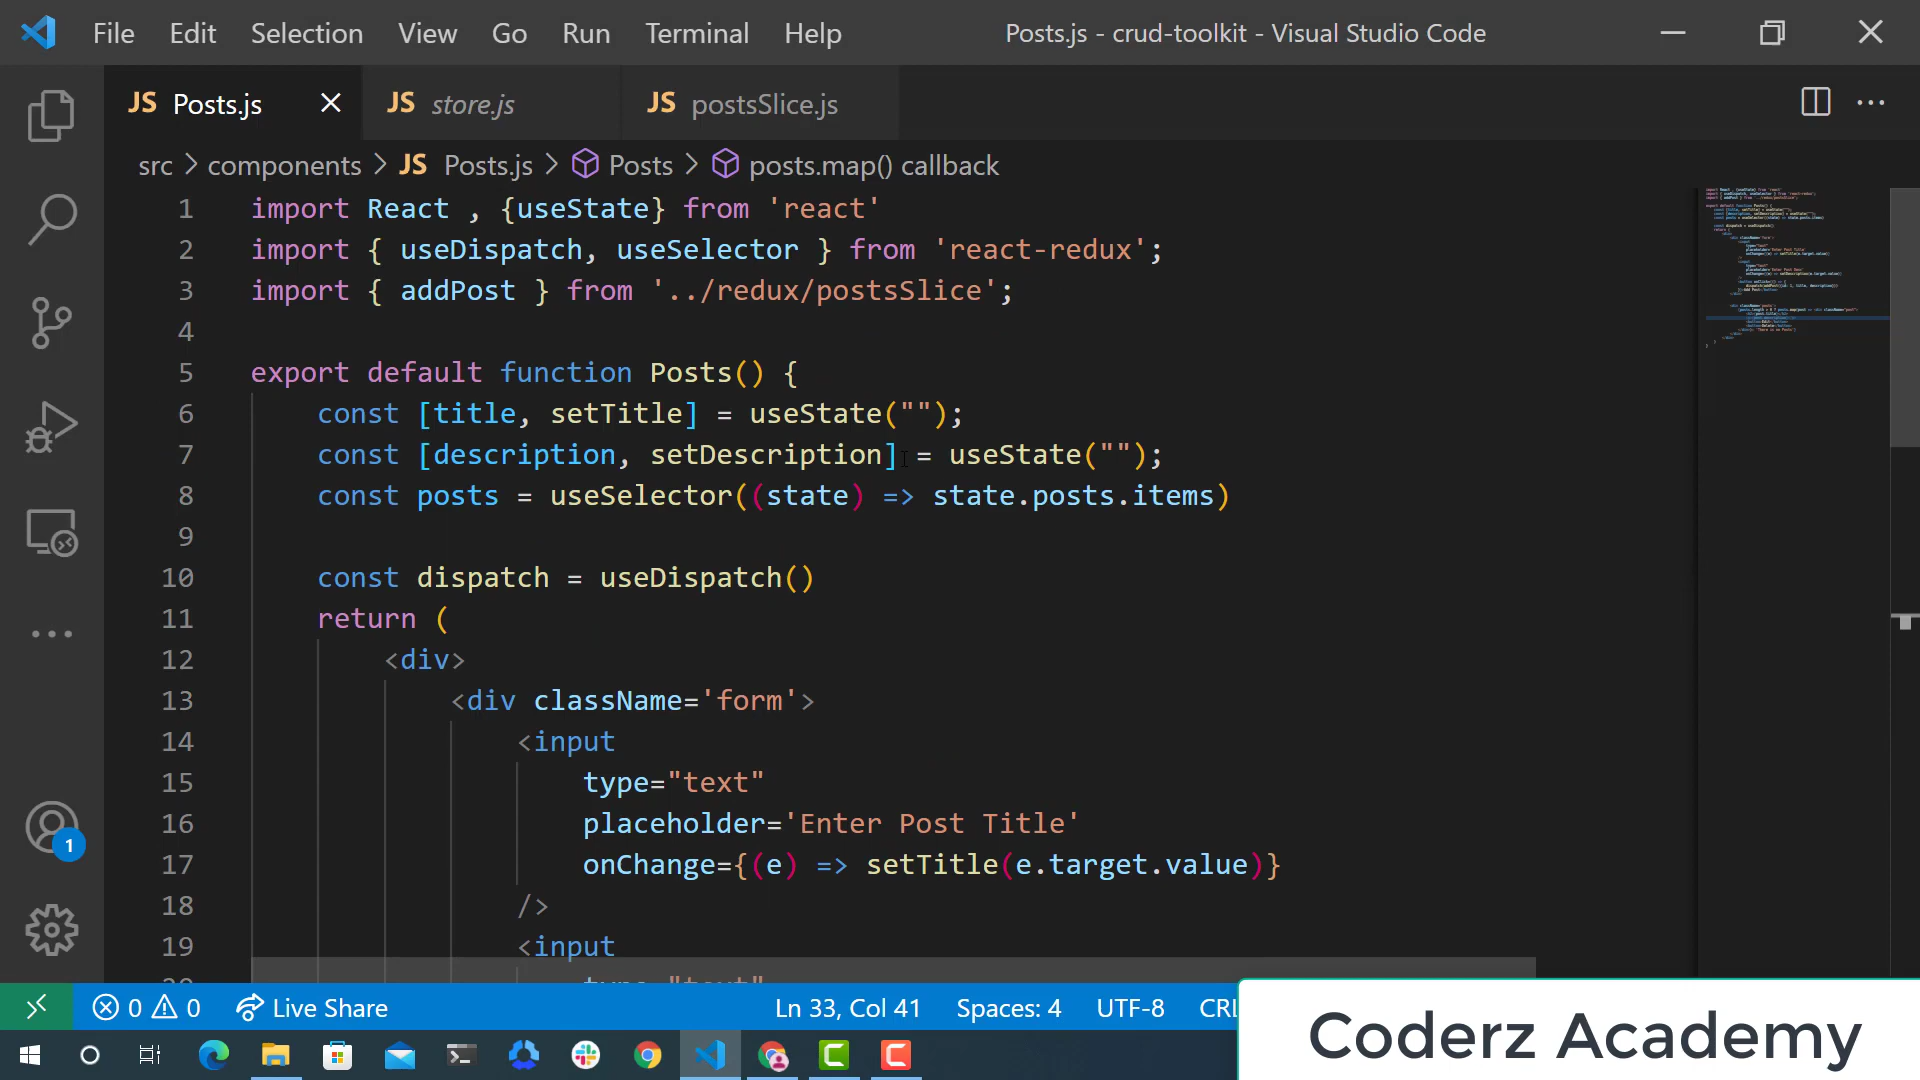 File Edit Selection View Go Run Terminal Help Posts.js - crud-toolkit - Visual Studio Code
JS Posts.js JS store.js JS postsSlice.js
src > components > JS Posts.js > Posts > posts.map() callback
1 import React , {useState} from 'react'
2 import { useDispatch, useSelector } from 'react-redux';
3 import { addPost } from '../redux/postsSlice';
4
5 export default function Posts() {
6 const [title, setTitle] = useState("");
7 const [description, setDescription] = useState("");
8 const posts = useSelector((state) => state.posts.items)
9
10 const dispatch = useDispatch()
11 return (
12 <div>
13 <div className='form'>
14 <input
15 type="text"
16 placeholder='Enter Post Title'
17 onChange={(e) => setTitle(e.target.value)}
18 />
19 <input
1
0 0 Live Share Ln 33, Col 41 Spaces: 4 UTF-8
Coderz Academy